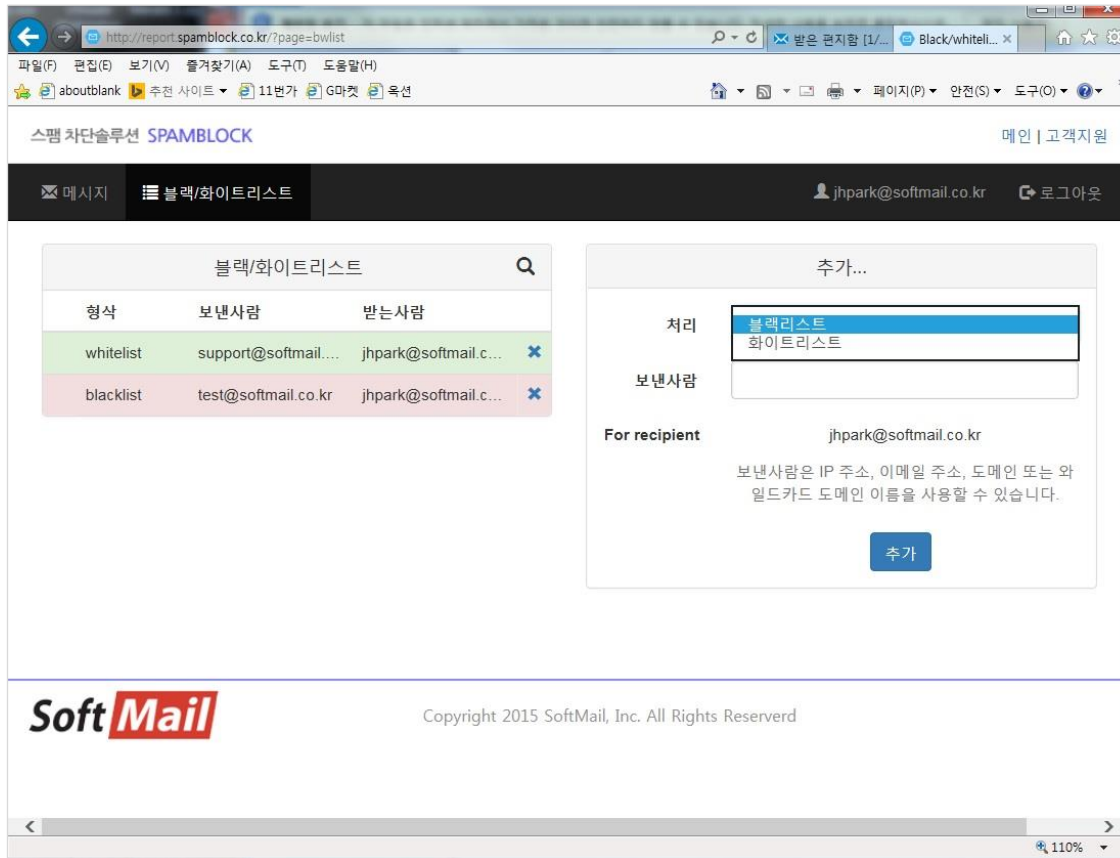 http://report.spamblock.co.kr/?page=bwlist
받은 편지함 [1/...
Black/whiteli...
파일(F) 편집(E) 보기(V) 즐겨찾기(A) 도구(T) 도움말(H)
aboutblank 추천 사이트 11번가 G마켓 옥션
페이지(P) 안전(S) 도구(O)
스팸 차단솔루션 SPAMBLOCK
메인 | 고객지원
메시지 블랙/화이트리스트
jhpark@softmail.co.kr 로그아웃
블랙/화이트리스트
형삭 보낸사람 받는사람
whitelist support@softmail.... jhpark@softmail.c...
blacklist test@softmail.co.kr jhpark@softmail.c...
추가...
처리
블랙리스트
화이트리스트
보낸사람
For recipient jhpark@softmail.co.kr
보낸사람은 IP 주소, 이메일 주소, 도메인 또는 와
일드카드 도메인 이름을 사용할 수 있습니다.
추가
Soft Mail
Copyright 2015 SoftMail, Inc. All Rights Reserverd
110%